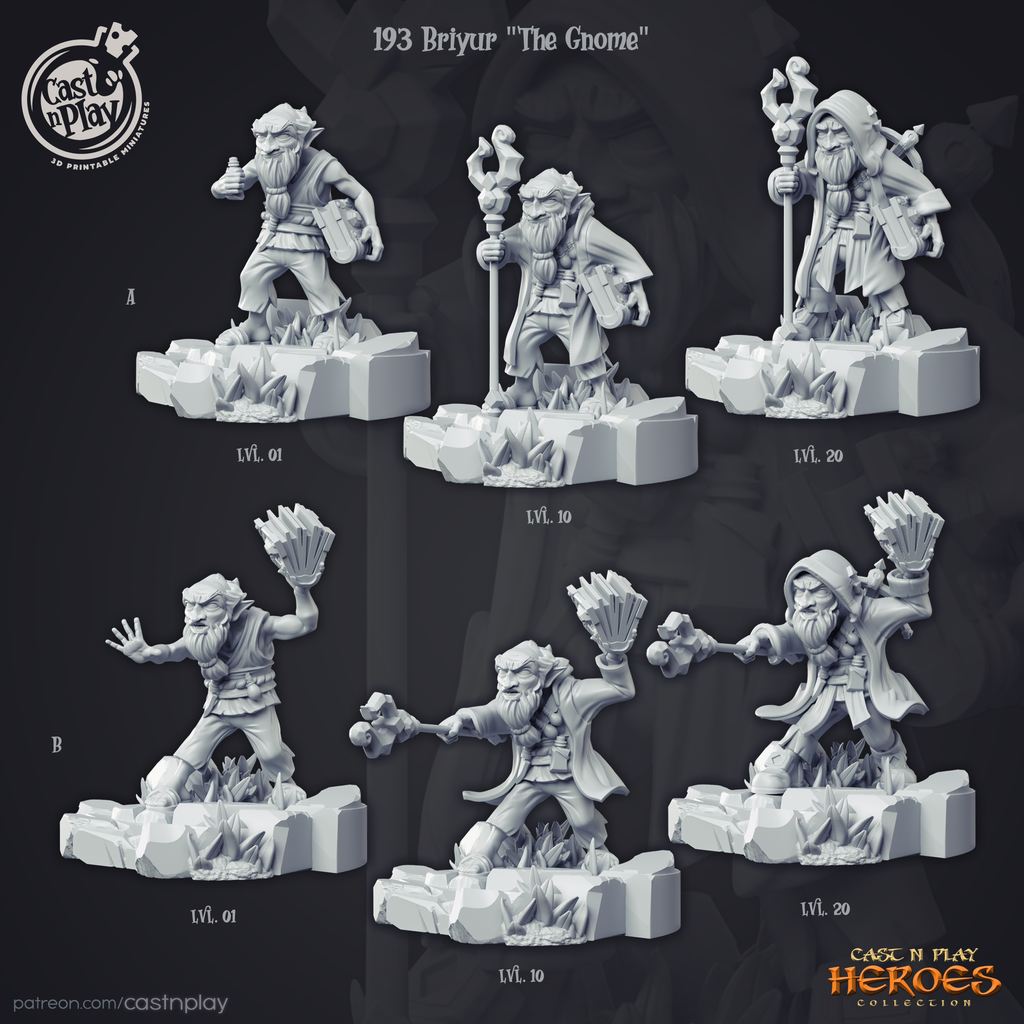 193 Briyur "The Gnome"
Cast
n Play
3D PRINTABLE MINIATURES
A
LVL. 01
LVL. 10
LVL. 20
B
LVL. 01
LVL. 10
LVL. 20
CAST N PLAY
HEROES
COLLECTION
patreon.com/castnplay